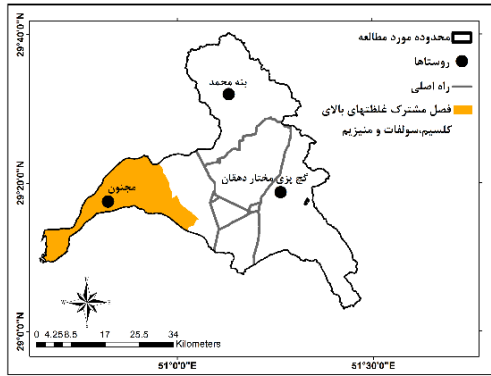 29°40'0"N
29°20'0"N
29°0'0"N
محدوده مورد مطالعه
روستاها
راه اصلی
فصل مشترک غلظتهای بالای
کلسیم،سولفات و منیزیم
بنه محمد
گچ پزی مختار دهقان
مجنون
N
0 4.25 8.5 17 25.5 34
Kilometers
51°0'0"E
51°30'0"E